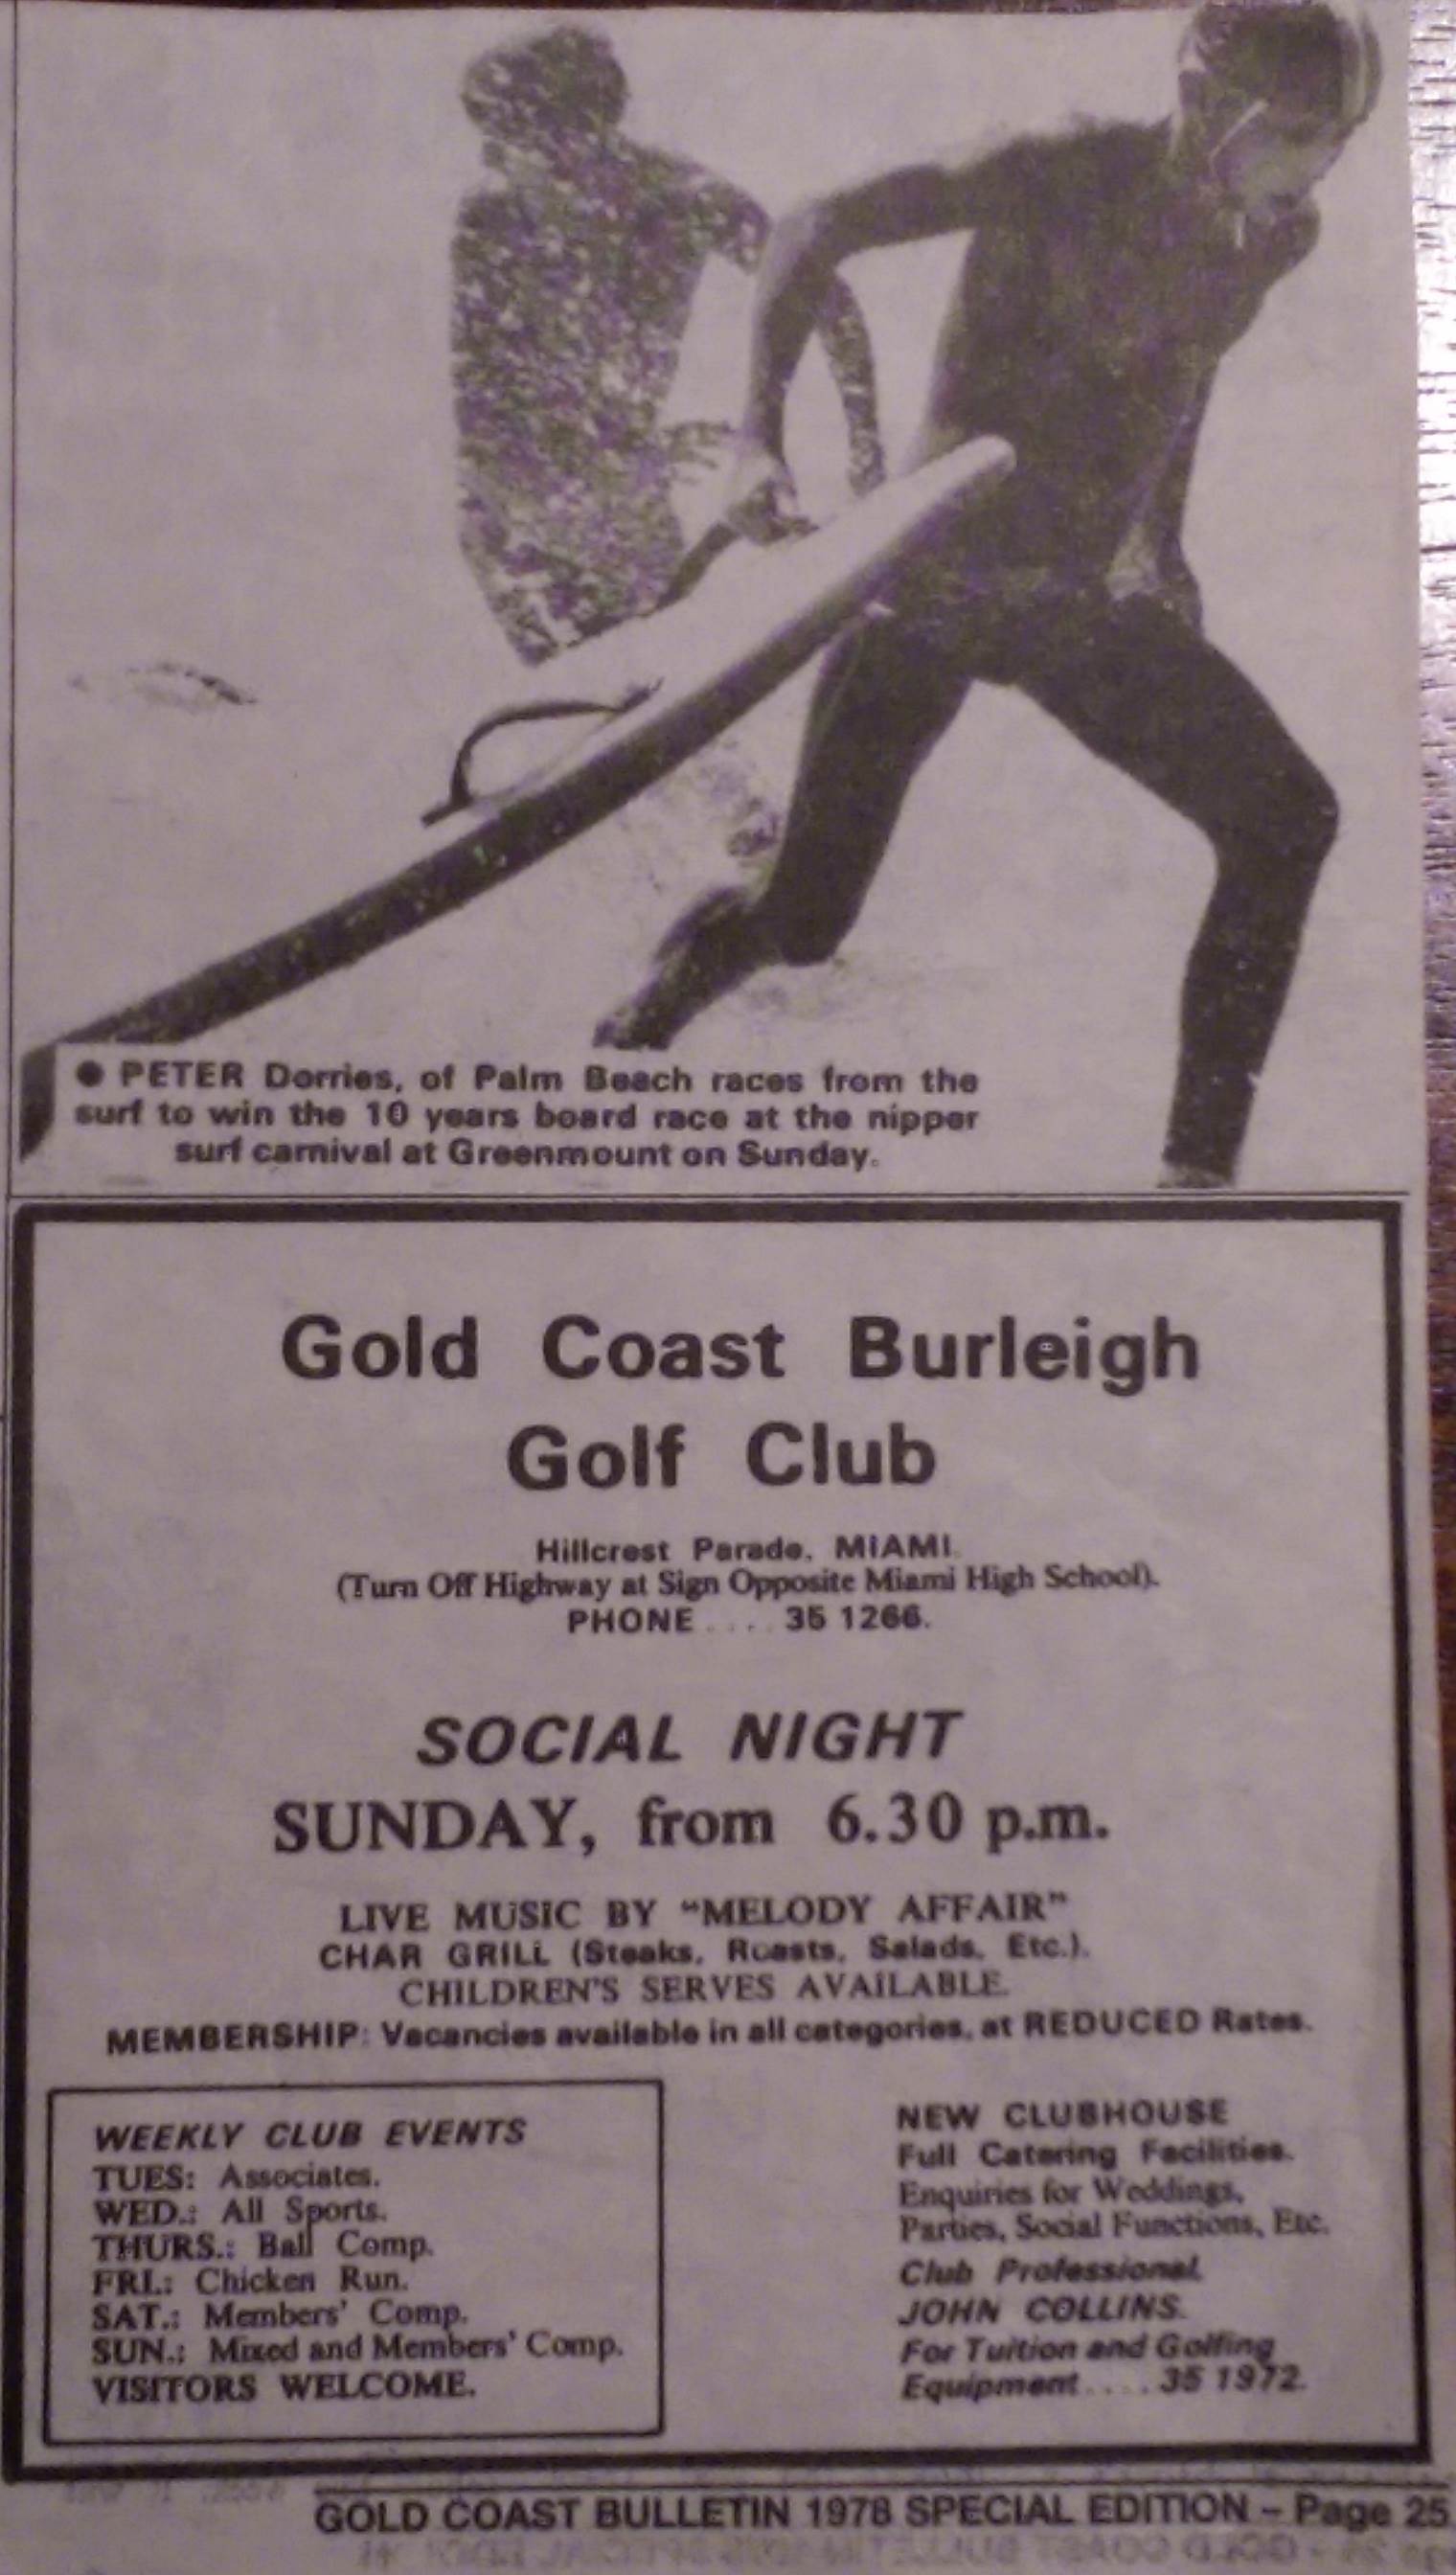 ● PETER Dorries, of Palm Beach races from the
surf to win the 10 years board race at the nipper
surf carnival at Greenmount on Sunday.
Gold Coast Burleigh
Golf Club
Hillcrest Parade, MIAMI.
(Turn Off Highway at Sign Opposite Miami High School).
PHONE .... 35 1266.
SOCIAL NIGHT
SUNDAY, from 6.30 p.m.
LIVE MUSIC BY “MELODY AFFAIR”
CHAR GRILL (Steaks, Roasts, Salads, Etc.).
CHILDREN'S SERVES AVAILABLE.
MEMBERSHIP: Vacancies available in all categories, at REDUCED Rates.
WEEKLY CLUB EVENTS
TUES: Associates.
WED.: All Sports.
THURS.: Ball Comp.
FRI.: Chicken Run.
SAT.: Members' Comp.
SUN.: Mixed and Members' Comp.
VISITORS WELCOME.
NEW CLUBHOUSE
Full Catering Facilities.
Enquiries for Weddings,
Parties, Social Functions, Etc.
Club Professional,
JOHN COLLINS.
For Tuition and Golfing
Equipment .... 35 1972.
GOLD COAST BULLETIN 1978 SPECIAL EDITION – Page 25